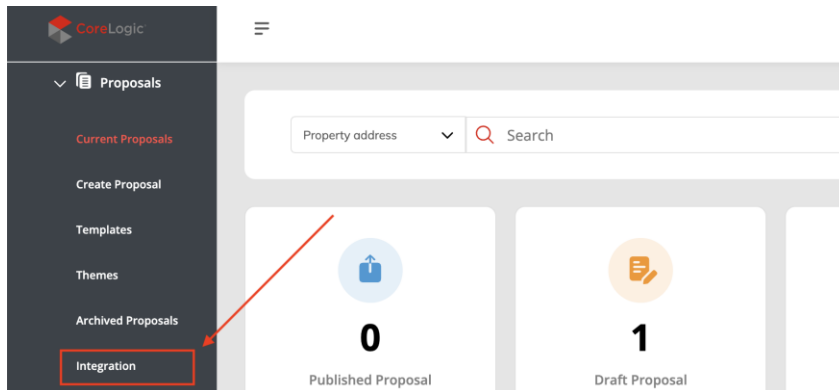 CoreLogic
Proposals
Current Proposals
Create Proposal
Templates
Themes
Archived Proposals
Integration
Property address
Search
0
Published Proposal
1
Draft Proposal